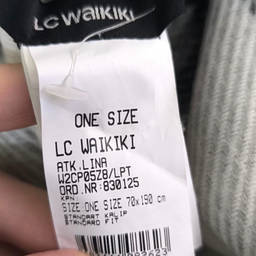 LC WAIKIKI
ONE SIZE
LC WAIKIKI
ATK.LINA
W2CP05Z8/LPT
ORD.NR:830125
KPN
SIZE:ONE SIZE 70x190 cm
STANDART KALIP
STANDARD FIT